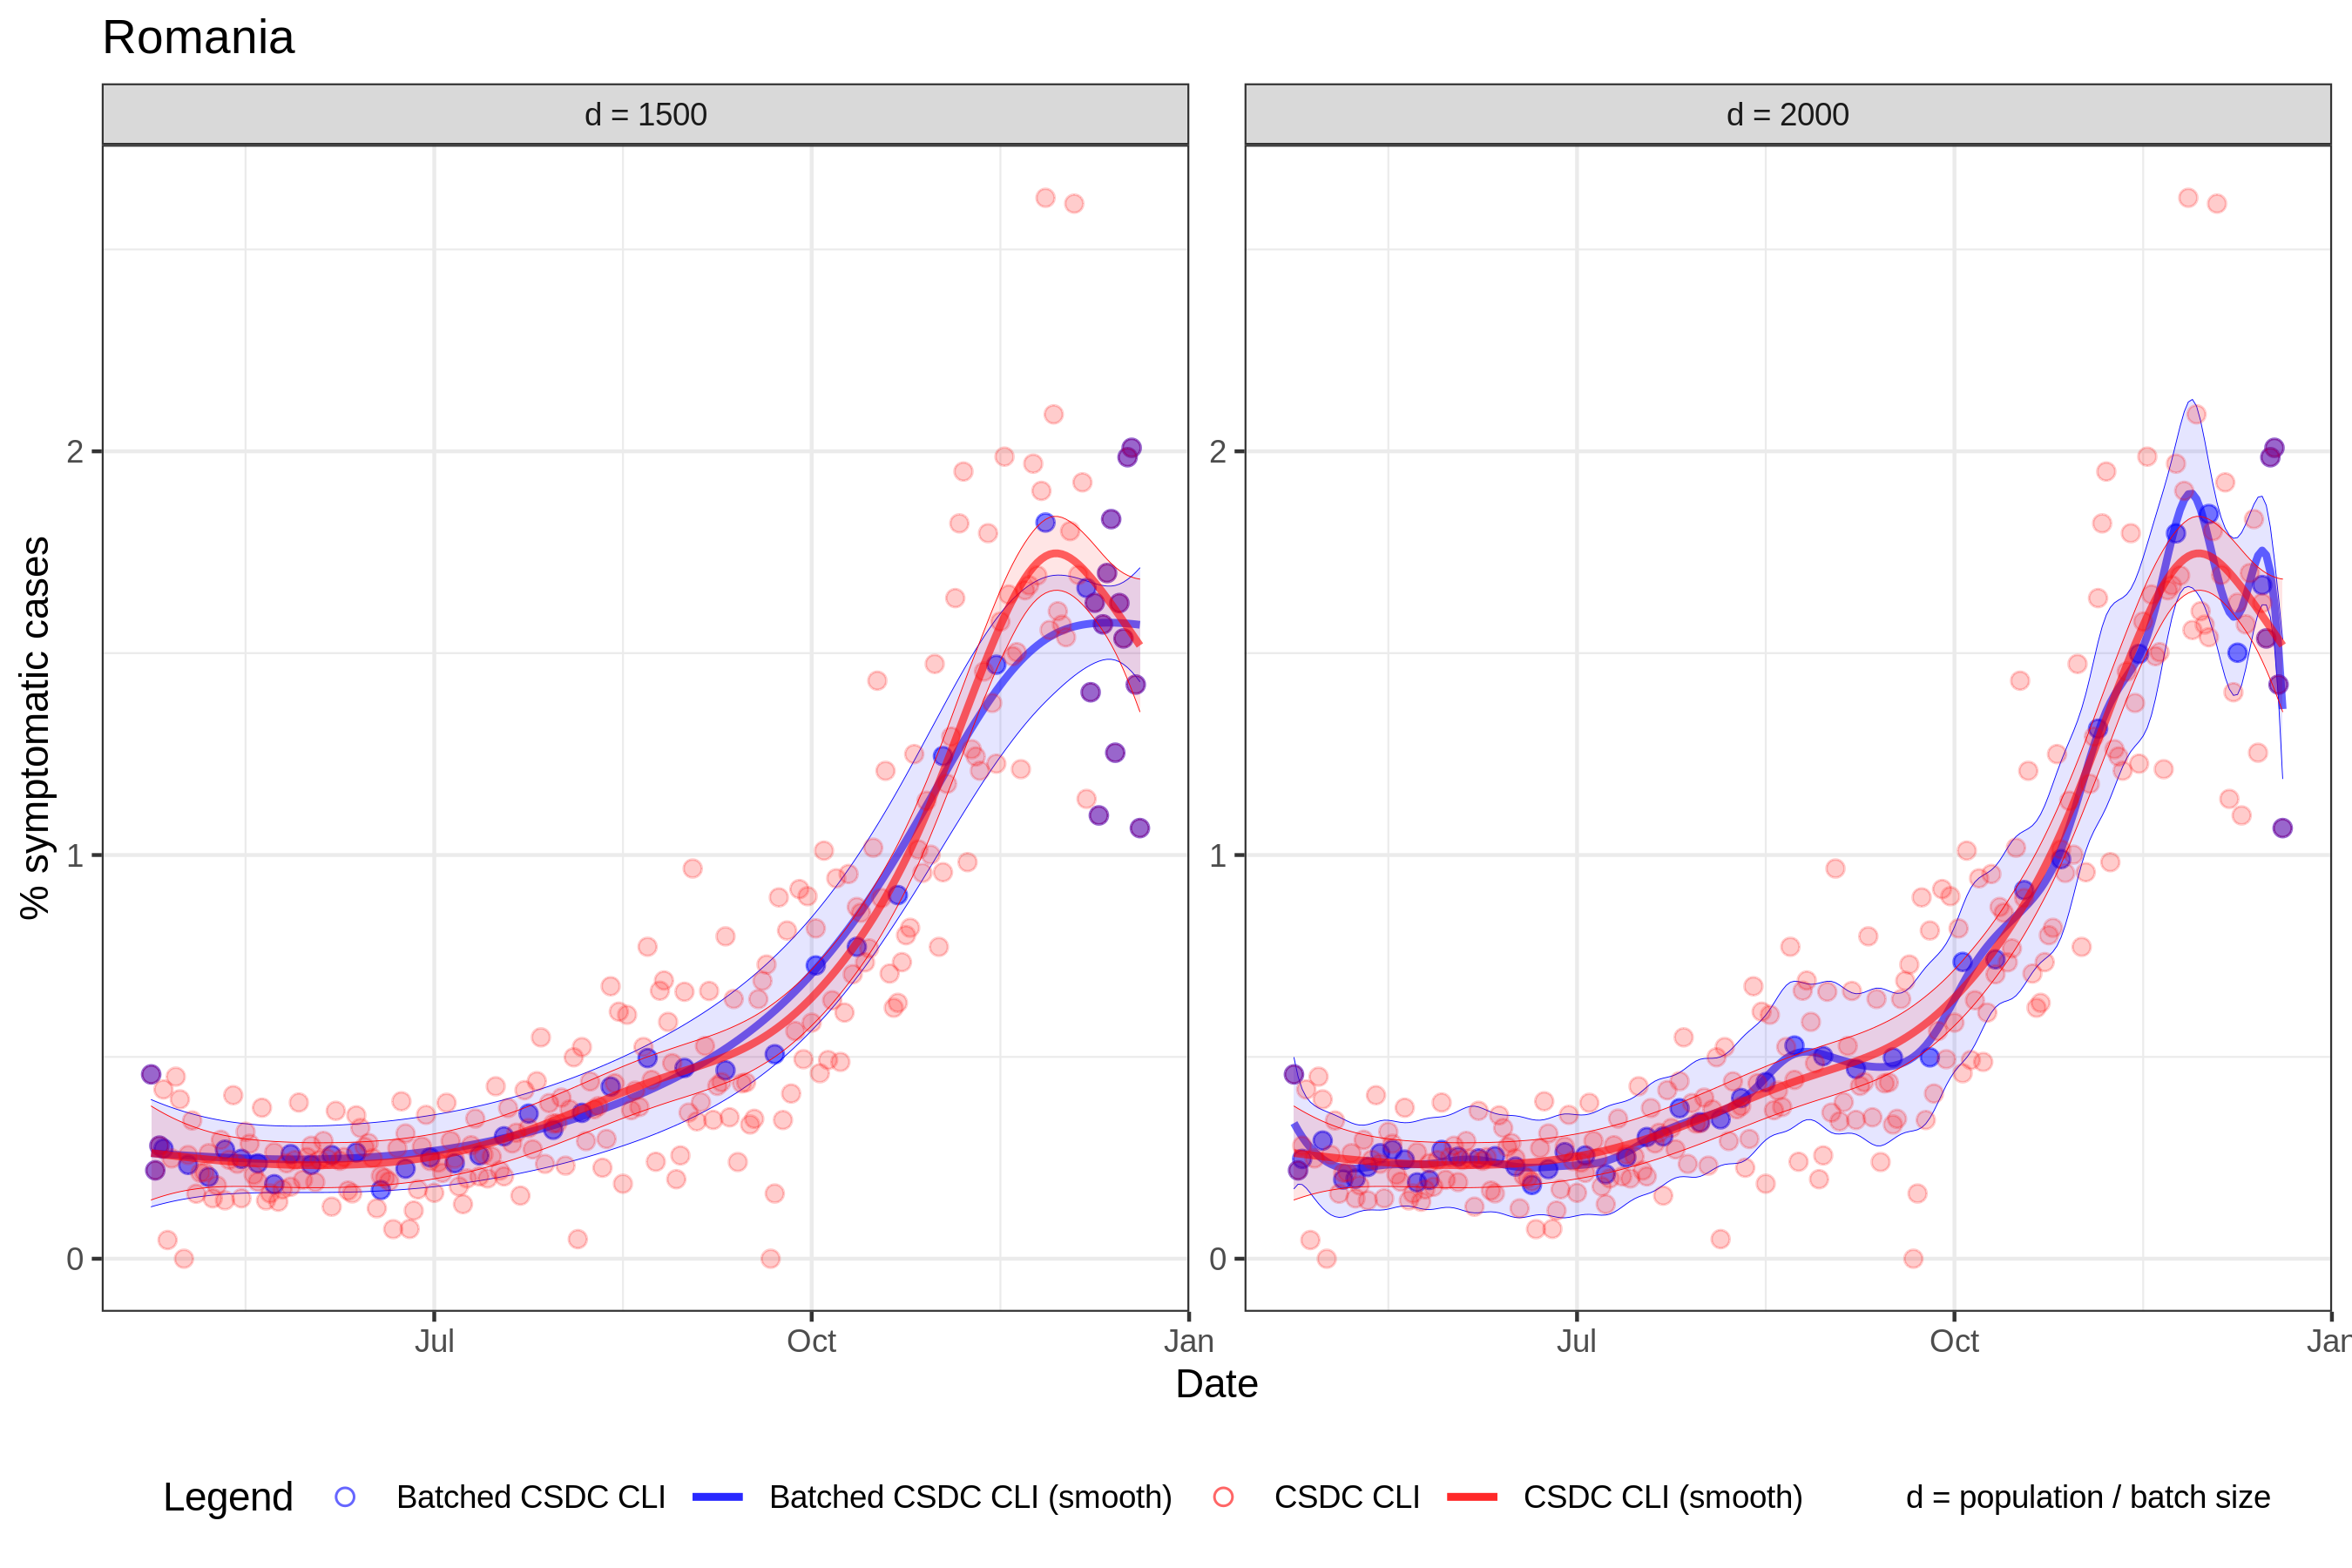 Romania
d = 1500
d = 2000
% symptomatic cases
2
1
0
2
1
0
Jul
Oct
Jan
Jul
Oct
Jan
Date
Legend
Batched CSDC CLI
Batched CSDC CLI (smooth)
CSDC CLI
CSDC CLI (smooth)
d = population / batch size